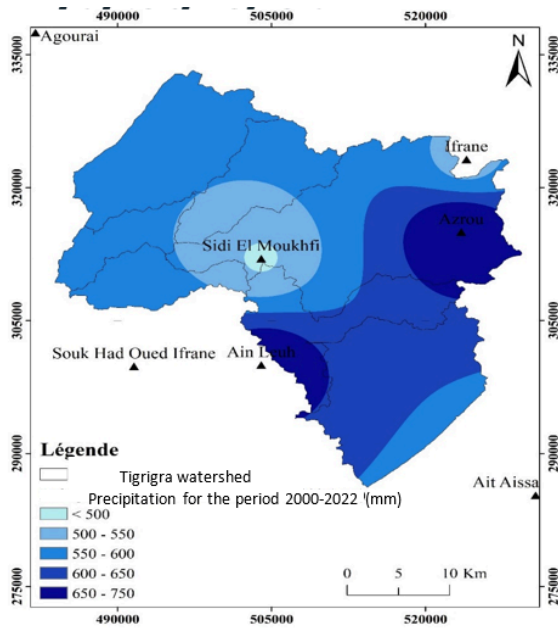 490000 505000 520000
Agourai
N
335000 335000
Ifrane
320000 320000
Azrou
Sidi El Moukhfi
305000 305000
Souk Had Oued Ifrane Ain Leuh
Légende
290000 290000
Tigrigra watershed
Ait Aissa
Precipitation for the period 2000-2022 (mm)
< 500
500 - 550
550 - 600
0 5 10 Km
600 - 650
650 - 750
275000 275000
490000 505000 520000